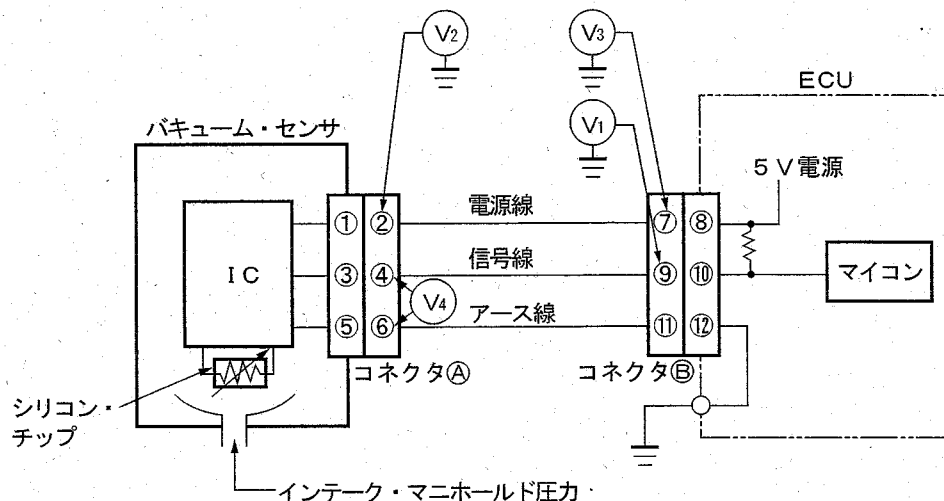 V2
V3
ECU
V1
バキューム・センサ
5V電源
電源線
① ② ⑦ ⑧
信号線
IC
③ ④ ⑨ ⑩
マイコン
V4
アース線
⑤ ⑥ ⑪ ⑫
コネクタⒶ
コネクタⒷ
シリコン・
チップ
インテーク・マニホールド圧力